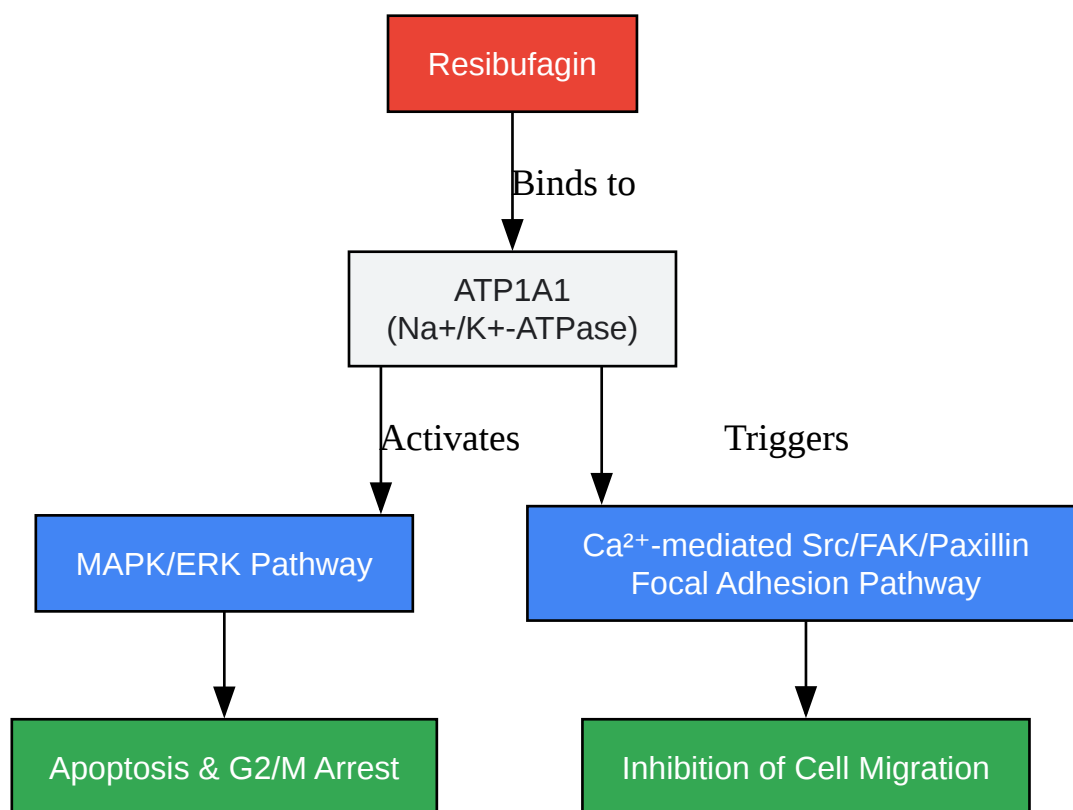 Resibufagin
Binds to
ATP1A1
(Na+/K+-ATPase)
Activates
Triggers
MAPK/ERK Pathway
Ca²⁺-mediated Src/FAK/Paxillin
Focal Adhesion Pathway
Apoptosis & G2/M Arrest
Inhibition of Cell Migration